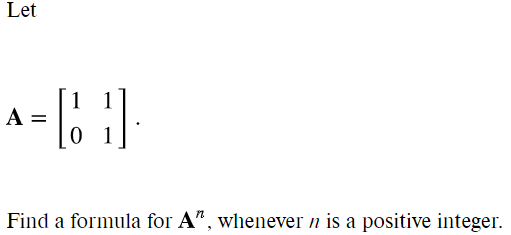 Let
A = [ 1 1
0 1 ] .
Find a formula for Aⁿ, whenever n is a positive integer.